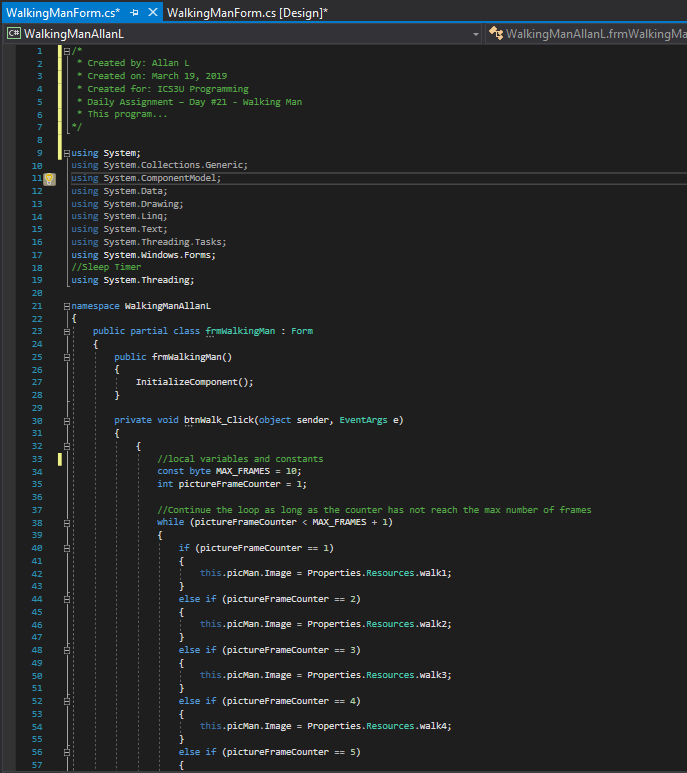 WalkingManForm.cs* WalkingManForm.cs [Design]*
C# WalkingManAllanL WalkingManAllanL.frmWalkingMa
1 /*
2 * Created by: Allan L
3 * Created on: March 19, 2019
4 * Created for: ICS3U Programming
5 * Daily Assignment – Day #21 - Walking Man
6 * This program...
7 */
8
9 using System;
10 using System.Collections.Generic;
11 using System.ComponentModel;
12 using System.Data;
13 using System.Drawing;
14 using System.Linq;
15 using System.Text;
16 using System.Threading.Tasks;
17 using System.Windows.Forms;
18 //Sleep Timer
19 using System.Threading;
20
21 namespace WalkingManAllanL
22 {
23 public partial class frmWalkingMan : Form
24 {
25 public frmWalkingMan()
26 {
27 InitializeComponent();
28 }
29
30 private void btnWalk_Click(object sender, EventArgs e)
31 {
32 {
33 //local variables and constants
34 const byte MAX_FRAMES = 10;
35 int pictureFrameCounter = 1;
36
37 //Continue the loop as long as the counter has not reach the max number of frames
38 while (pictureFrameCounter < MAX_FRAMES + 1)
39 {
40 if (pictureFrameCounter == 1)
41 {
42 this.picMan.Image = Properties.Resources.walk1;
43 }
44 else if (pictureFrameCounter == 2)
45 {
46 this.picMan.Image = Properties.Resources.walk2;
47 }
48 else if (pictureFrameCounter == 3)
49 {
50 this.picMan.Image = Properties.Resources.walk3;
51 }
52 else if (pictureFrameCounter == 4)
53 {
54 this.picMan.Image = Properties.Resources.walk4;
55 }
56 else if (pictureFrameCounter == 5)
57 {